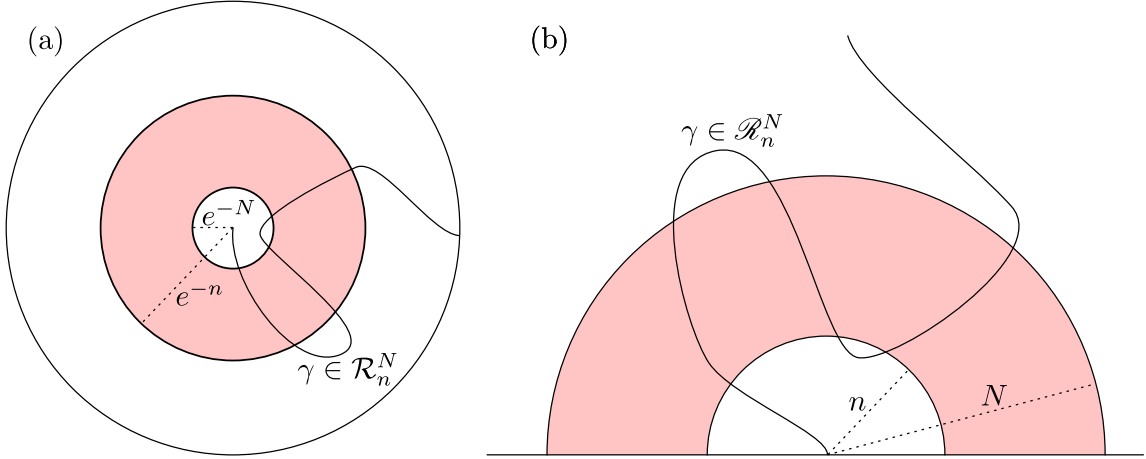 (a)
e^{-N}
e^{-n}
γ ∈ 𝓡_n^N
(b)
γ ∈ 𝓡_n^N
n
N